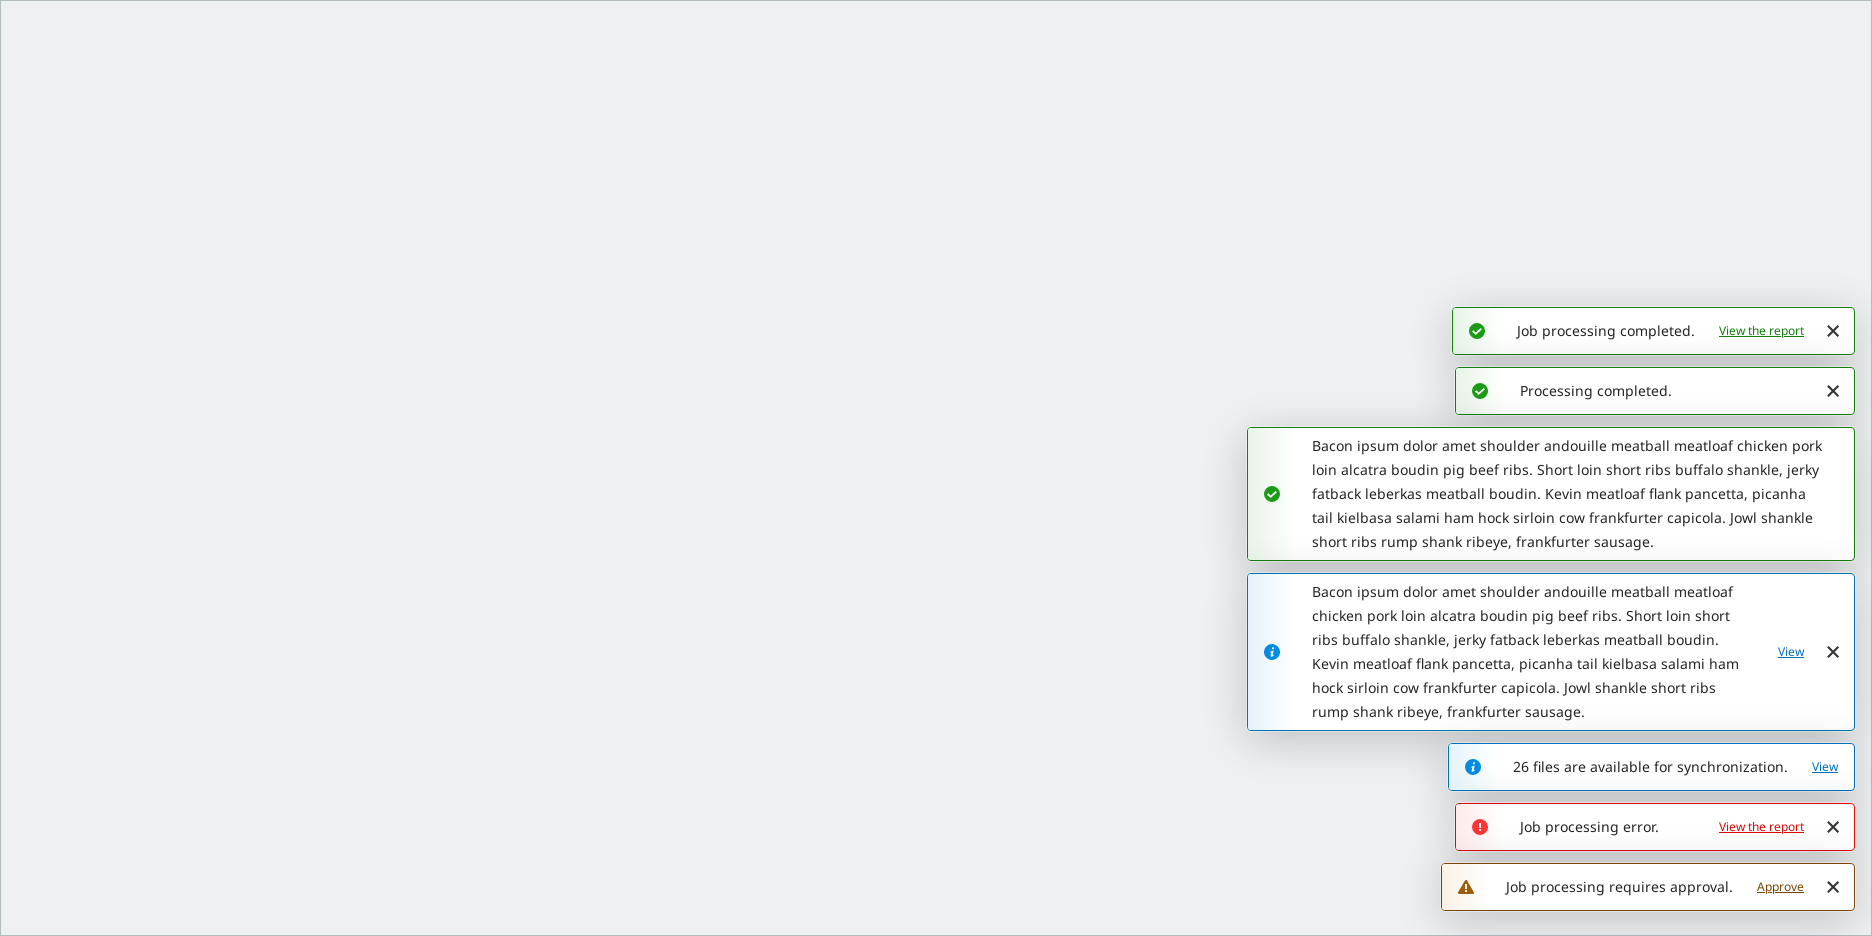 Job processing completed. View the report
Processing completed.
Bacon ipsum dolor amet shoulder andouille meatball meatloaf chicken pork
loin alcatra boudin pig beef ribs. Short loin short ribs buffalo shankle, jerky
fatback leberkas meatball boudin. Kevin meatloaf flank pancetta, picanha
tail kielbasa salami ham hock sirloin cow frankfurter capicola. Jowl shankle
short ribs rump shank ribeye, frankfurter sausage.
Bacon ipsum dolor amet shoulder andouille meatball meatloaf
chicken pork loin alcatra boudin pig beef ribs. Short loin short
ribs buffalo shankle, jerky fatback leberkas meatball boudin.
Kevin meatloaf flank pancetta, picanha tail kielbasa salami ham
hock sirloin cow frankfurter capicola. Jowl shankle short ribs
rump shank ribeye, frankfurter sausage.
View
26 files are available for synchronization. View
Job processing error. View the report
Job processing requires approval. Approve